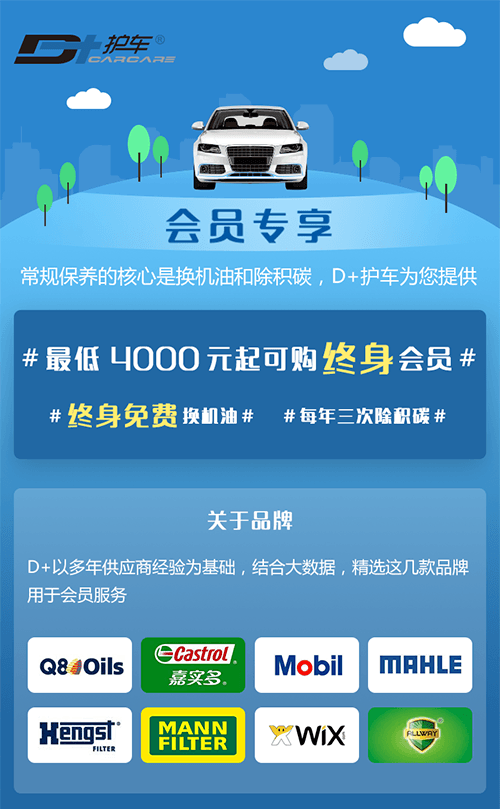 D+护车®
CARCARE
会员专享
常规保养的核心是换机油和除积碳，D+护车为您提供
#最低 4000 元起可购终身会员#
#终身免费换机油# #每年三次除积碳#
关于品牌
D+以多年供应商经验为基础，结合大数据，精选这几款品牌
用于会员服务
Q8 Oils
Castrol®
嘉实多®
Mobil
MAHLE
Hengst®
FILTER
MANN
FILTER
WIX
ALLWAY